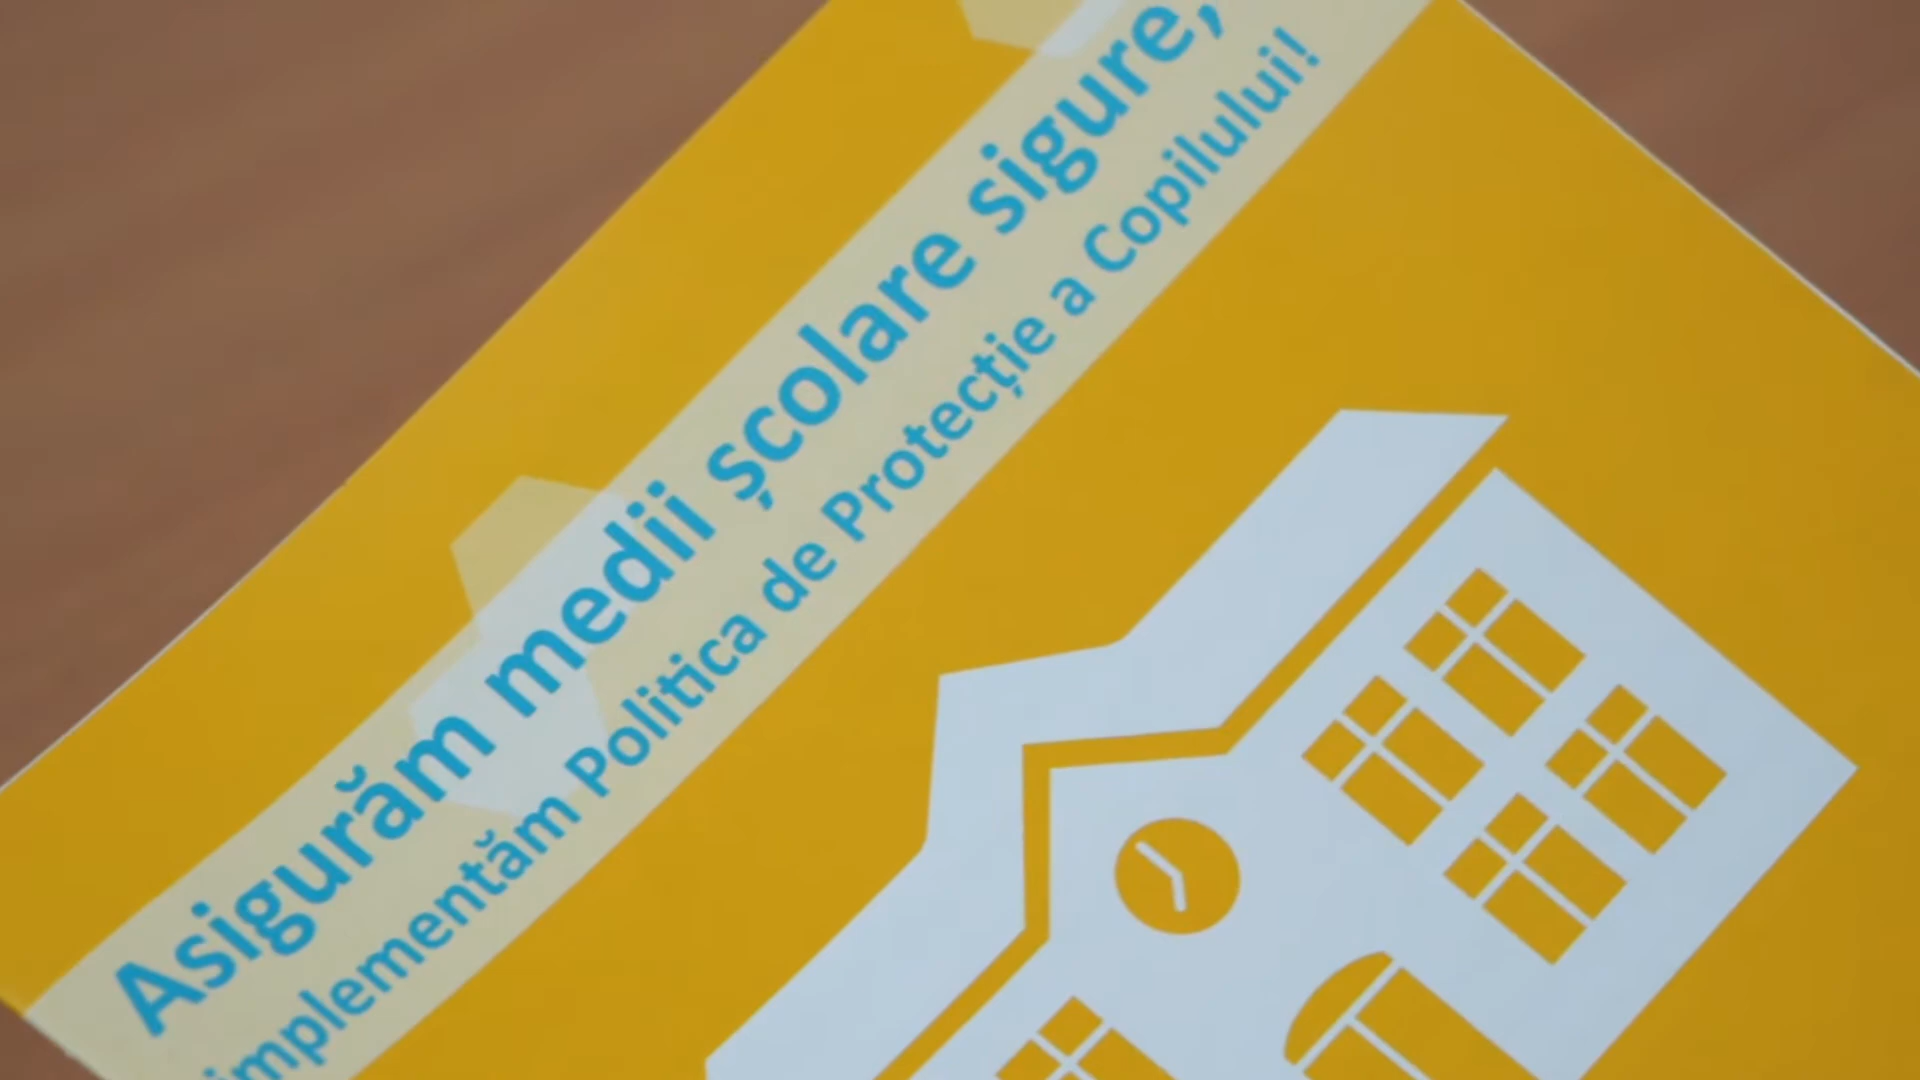 Asigurăm medii școlare sigure,
implementăm Politica de Protecție a Copilului!